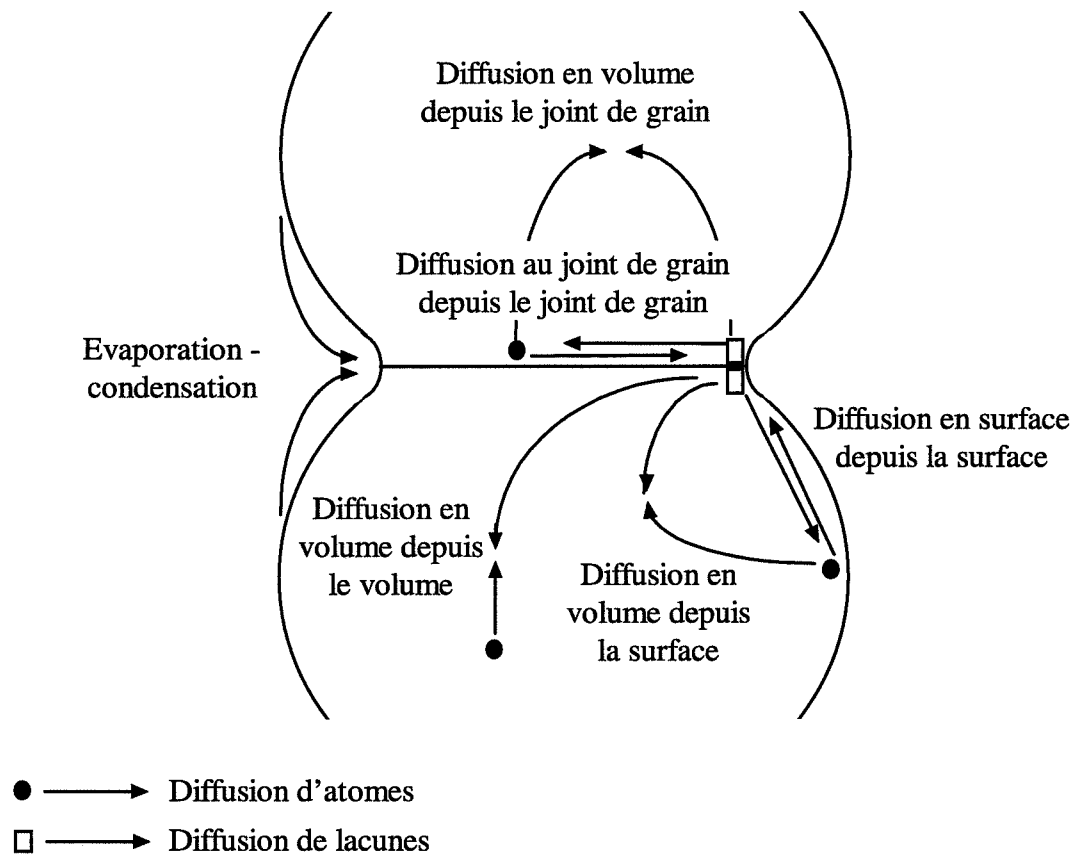 Diffusion en volume
depuis le joint de grain
Diffusion au joint de grain
depuis le joint de grain
Evaporation -
condensation
Diffusion en surface
depuis la surface
Diffusion en
volume depuis
le volume
Diffusion en
volume depuis
la surface
Diffusion d'atomes
Diffusion de lacunes